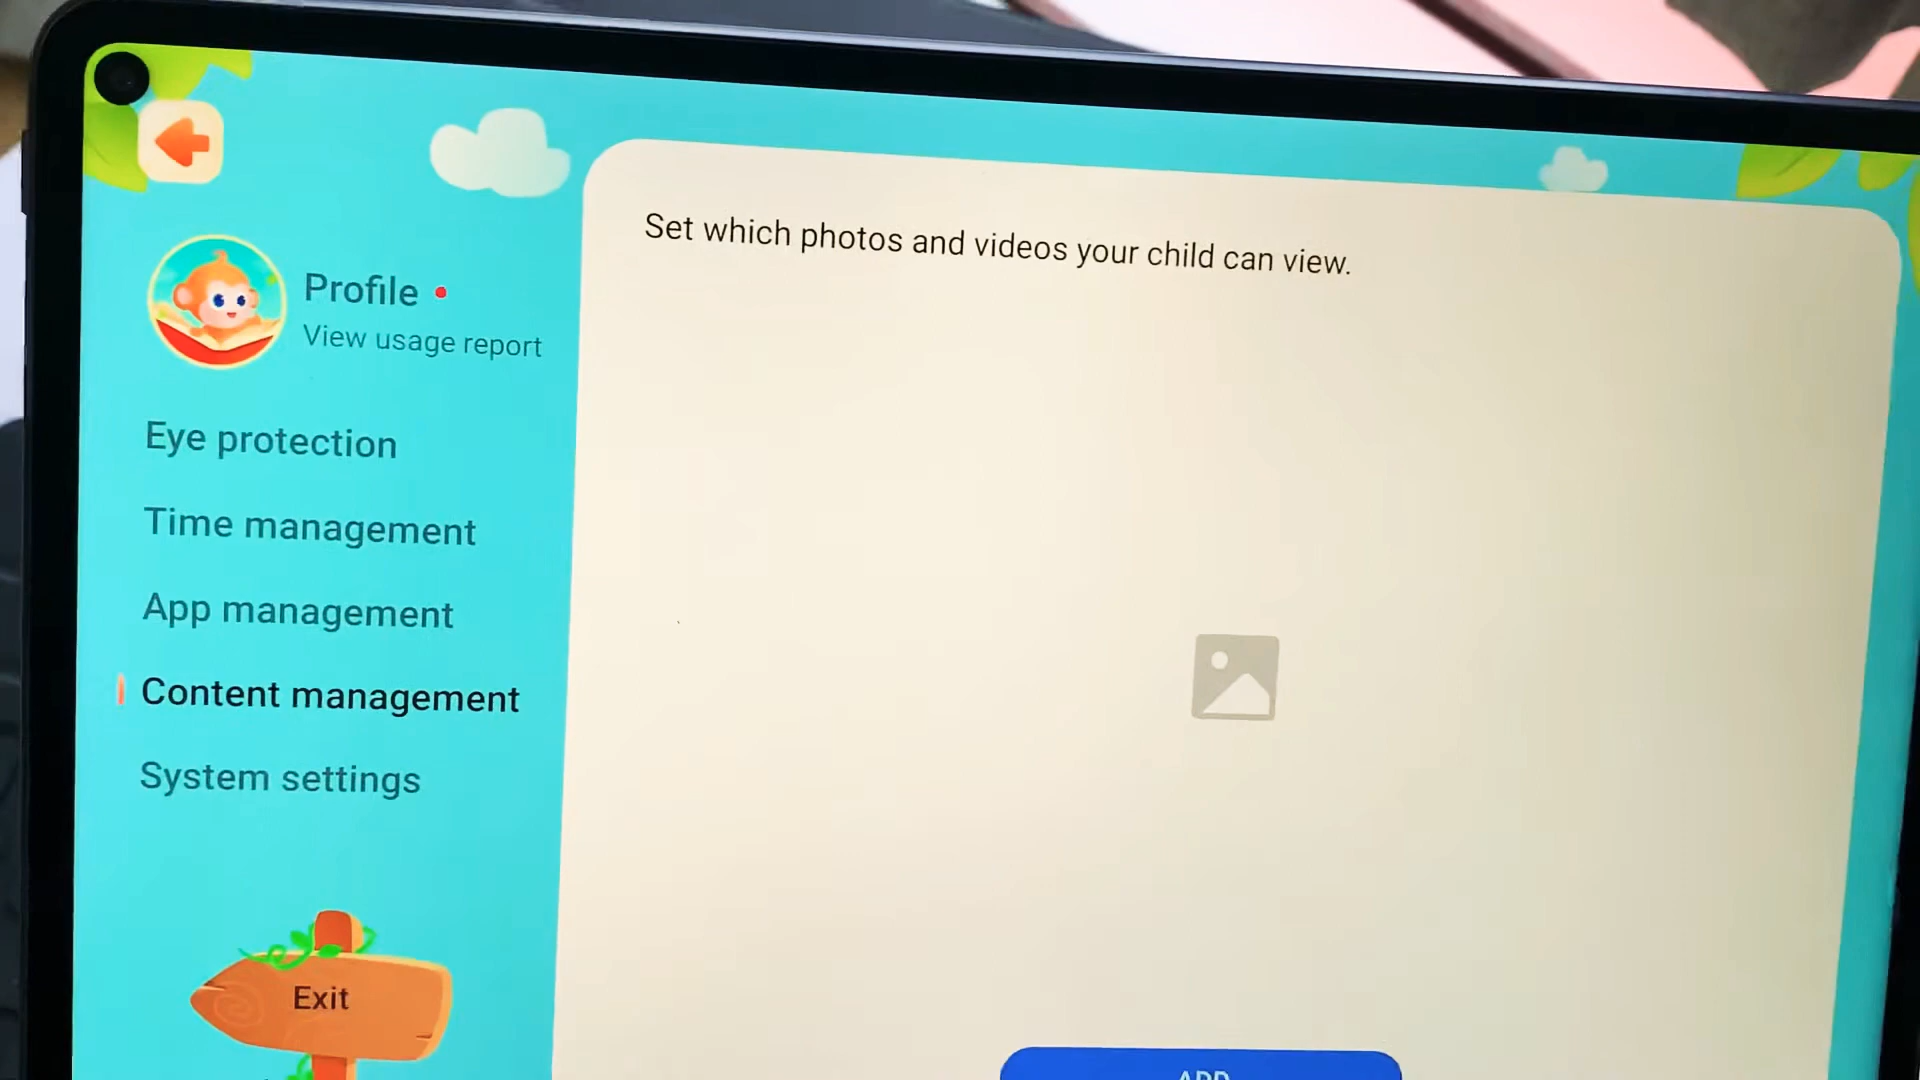 Set which photos and videos your child can view.
Profile
View usage report
Eye protection
Time management
App management
Content management
System settings
Exit
ADD